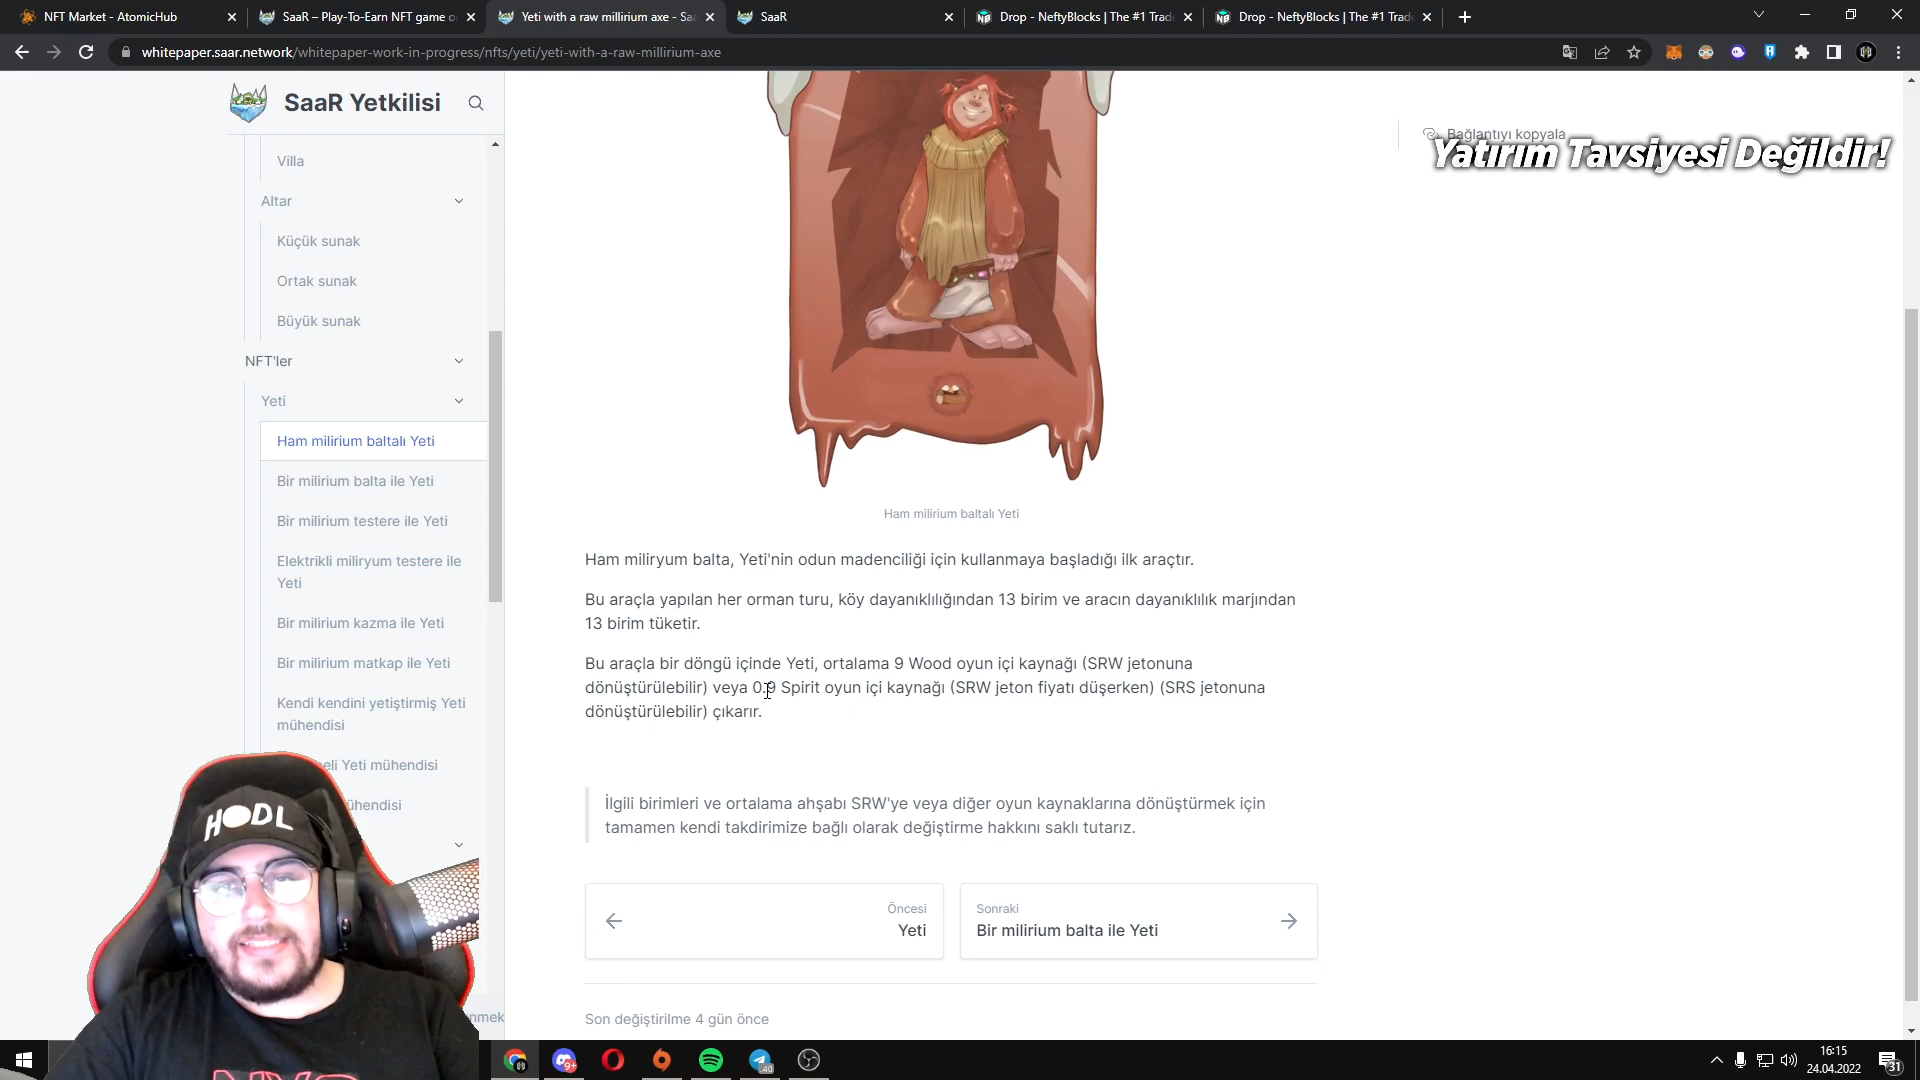 NFT Market - AtomicHub
SaaR – Play-To-Earn NFT game o
Yeti with a raw millirium axe - Sa
SaaR
Drop - NeftyBlocks | The #1 Trad
Drop - NeftyBlocks | The #1 Trad
whitepaper.saar.network/whitepaper-work-in-progress/nfts/yeti/yeti-with-a-raw-millirium-axe
SaaR Yetkilisi
Bağlantıyı kopyala
Yatırım Tavsiyesi Değildir!
Villa
Altar
Küçük sunak
Ortak sunak
Büyük sunak
NFT'ler
Yeti
Ham milirium baltalı Yeti
Bir milirium balta ile Yeti
Bir milirium testere ile Yeti
Elektrikli miliryum testere ile
Yeti
Bir milirium kazma ile Yeti
Bir milirium matkap ile Yeti
Kendi kendini yetiştirmiş Yeti
mühendisi
eli Yeti mühendisi
ühendisi
nmek
Ham milirium baltalı Yeti
Ham miliryum balta, Yeti'nin odun madenciliği için kullanmaya başladığı ilk araçtır.
Bu araçla yapılan her orman turu, köy dayanıklılığından 13 birim ve aracın dayanıklılık marjından
13 birim tüketir.
Bu araçla bir döngü içinde Yeti, ortalama 9 Wood oyun içi kaynağı (SRW jetonuna
dönüştürülebilir) veya 0.9 Spirit oyun içi kaynağı (SRW jeton fiyatı düşerken) (SRS jetonuna
dönüştürülebilir) çıkarır.
İlgili birimleri ve ortalama ahşabı SRW'ye veya diğer oyun kaynaklarına dönüştürmek için
tamamen kendi takdirimize bağlı olarak değiştirme hakkını saklı tutarız.
Öncesi
Yeti
Sonraki
Bir milirium balta ile Yeti
Son değiştirilme 4 gün önce
HODL
9+
40
16:15
24.04.2022
31